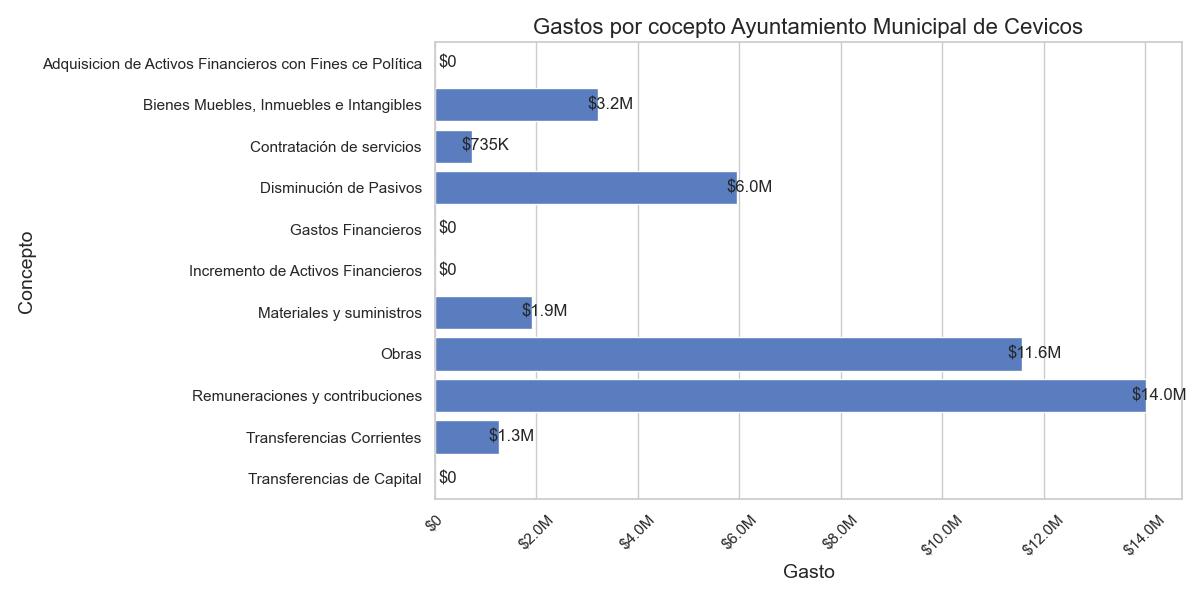 Gastos por cocepto Ayuntamiento Municipal de Cevicos
Concepto
Adquisicion de Activos Financieros con Fines ce Política $0
Bienes Muebles, Inmuebles e Intangibles $3.2M
Contratación de servicios $735K
Disminución de Pasivos $6.0M
Gastos Financieros $0
Incremento de Activos Financieros $0
Materiales y suministros $1.9M
Obras $11.6M
Remuneraciones y contribuciones $14.0M
Transferencias Corrientes $1.3M
Transferencias de Capital $0
$0 $2.0M $4.0M $6.0M $8.0M $10.0M $12.0M $14.0M
Gasto